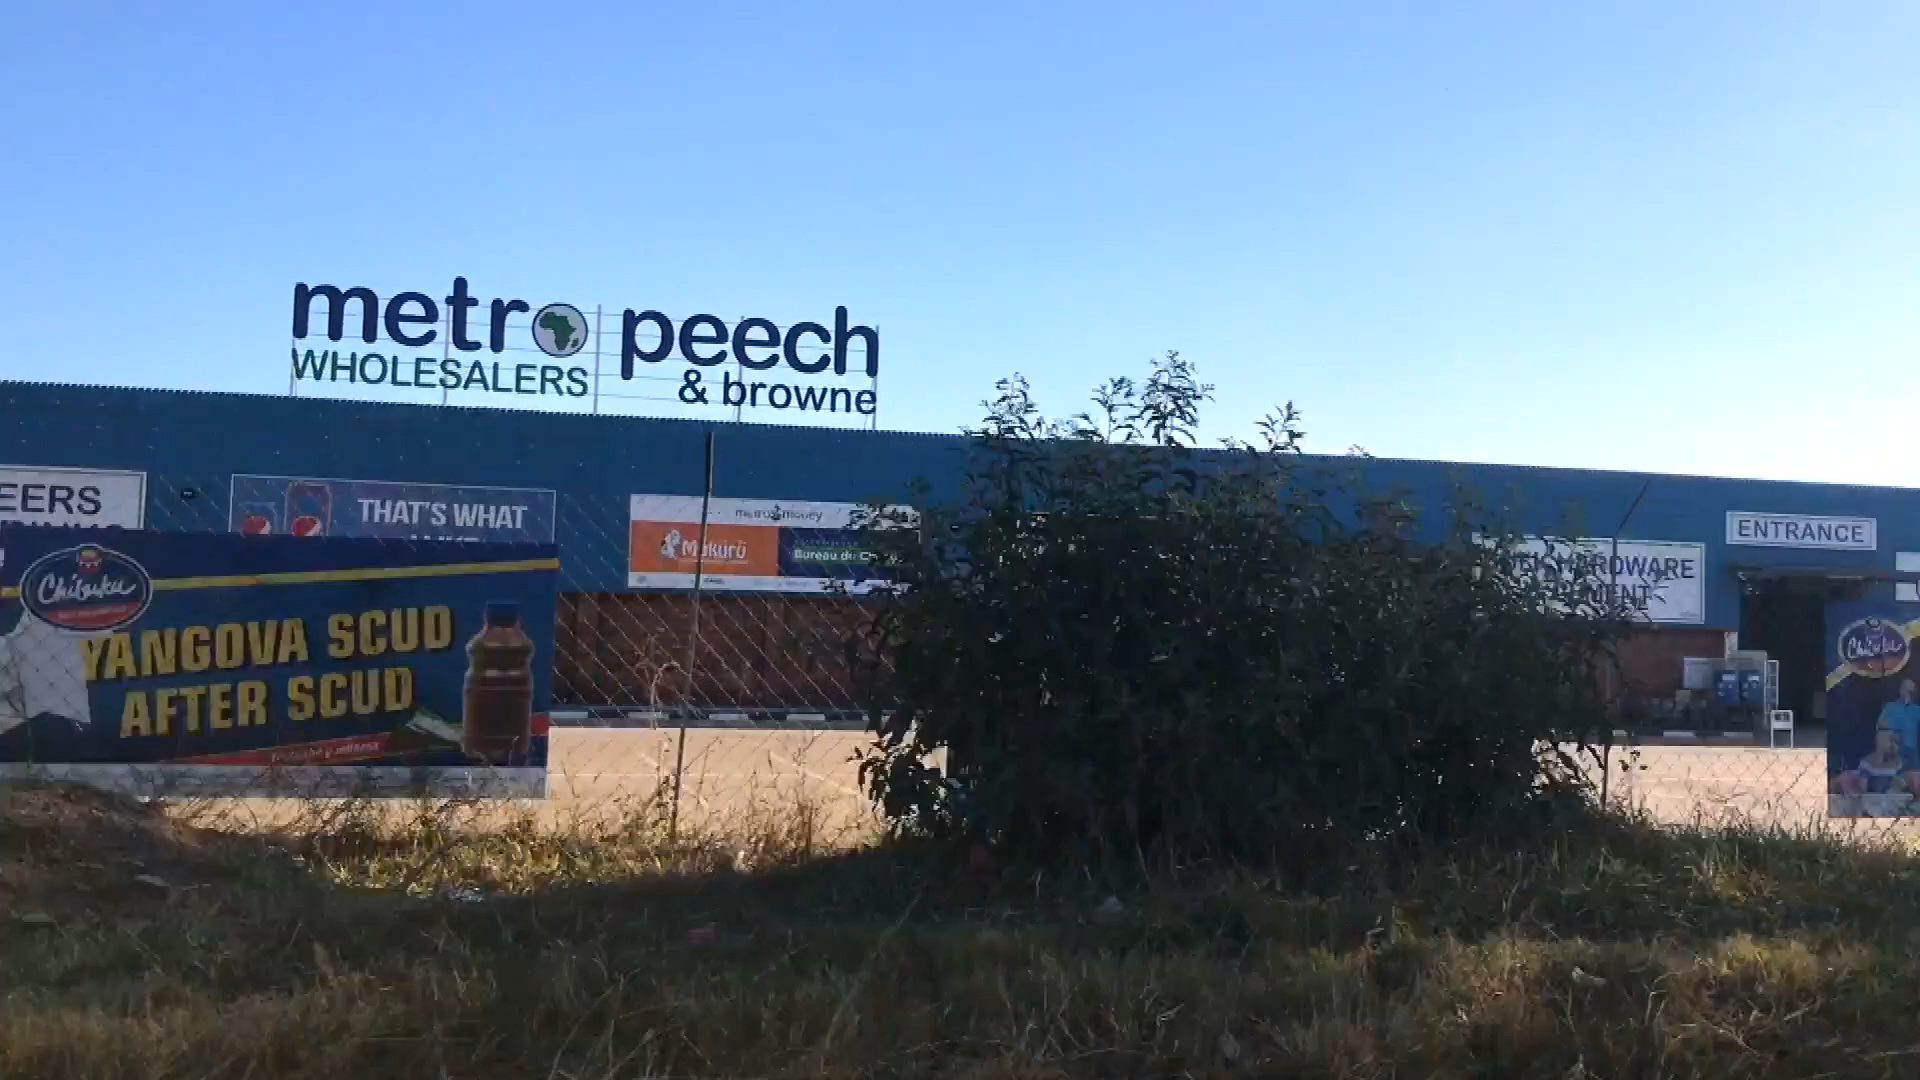 metro peech
WHOLESALERS & browne
EERS
THAT'S WHAT
metro money
Mukuru
Bureau de
HARDWARE
ENTRANCE
Chibuku
YANGOVA SCUD
AFTER SCUD
Chibuku